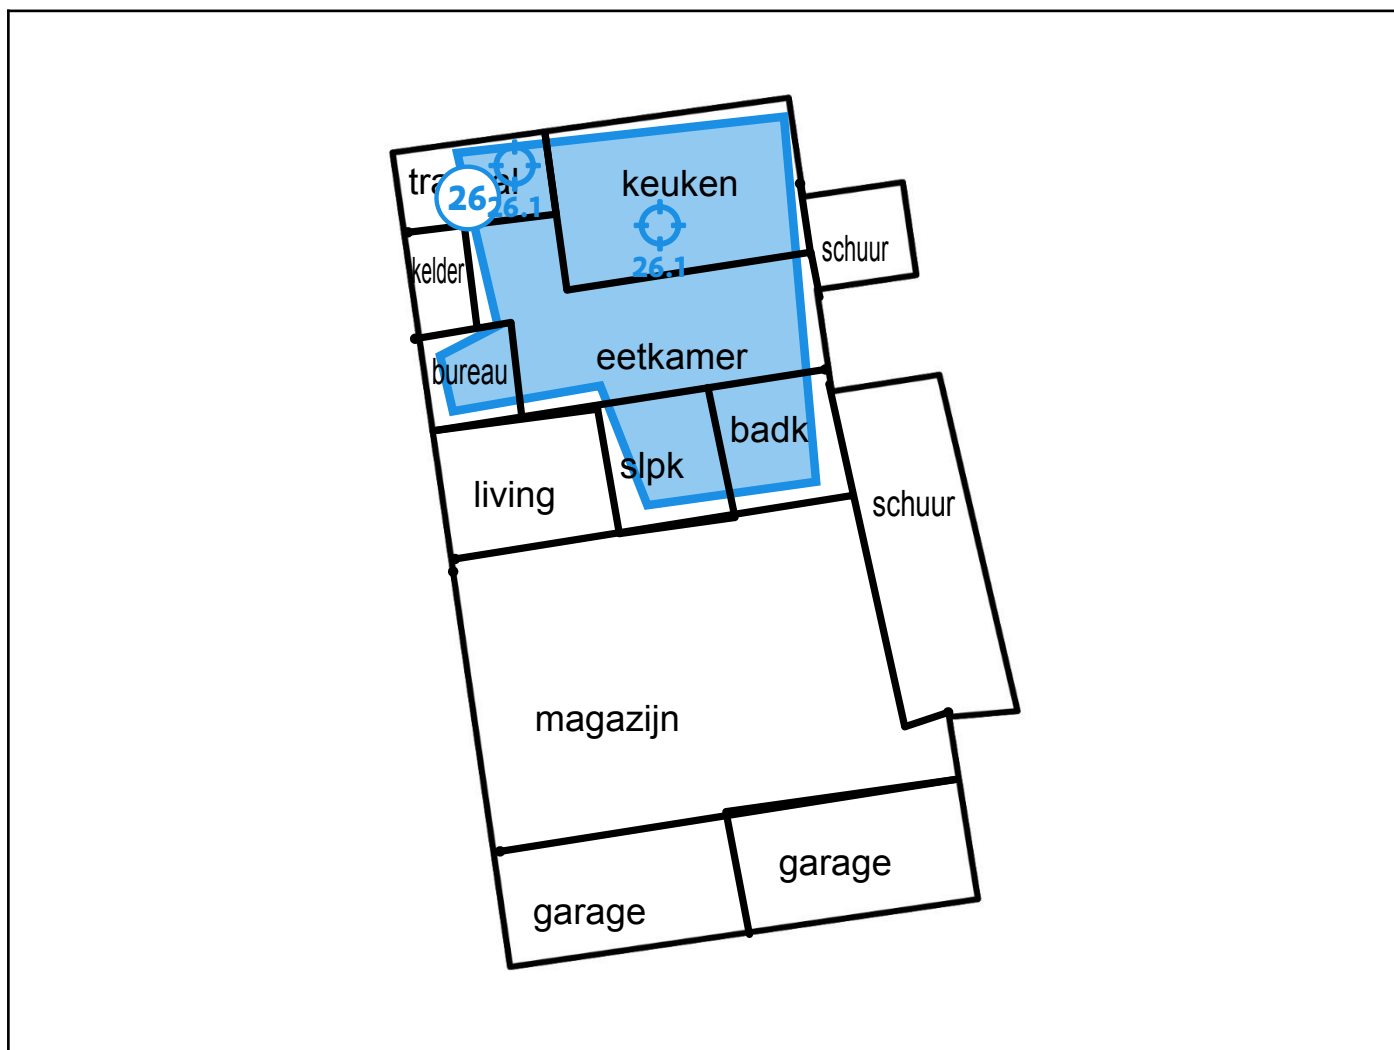 keuken
26
26.1
26.1
schuur
kelder
eetkamer
bureau
badk
slpk
living
schuur
magazijn
garage
garage